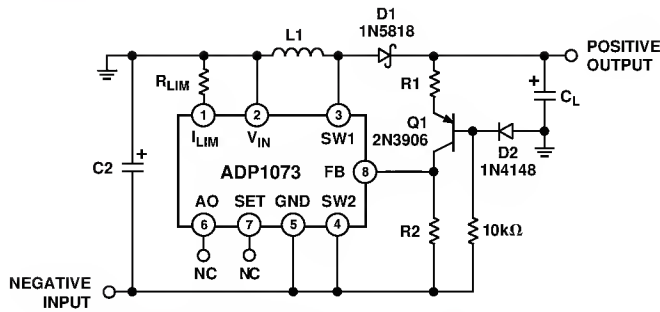 D1
1N5818
L1
POSITIVE
OUTPUT
RLIM
R1
CL
1
2
3
ILIM
VIN
SW1
Q1
2N3906
D2
1N4148
C2
ADP1073
FB
8
AO
SET
GND
SW2
6
7
5
4
R2
10kΩ
NC
NC
NEGATIVE
INPUT